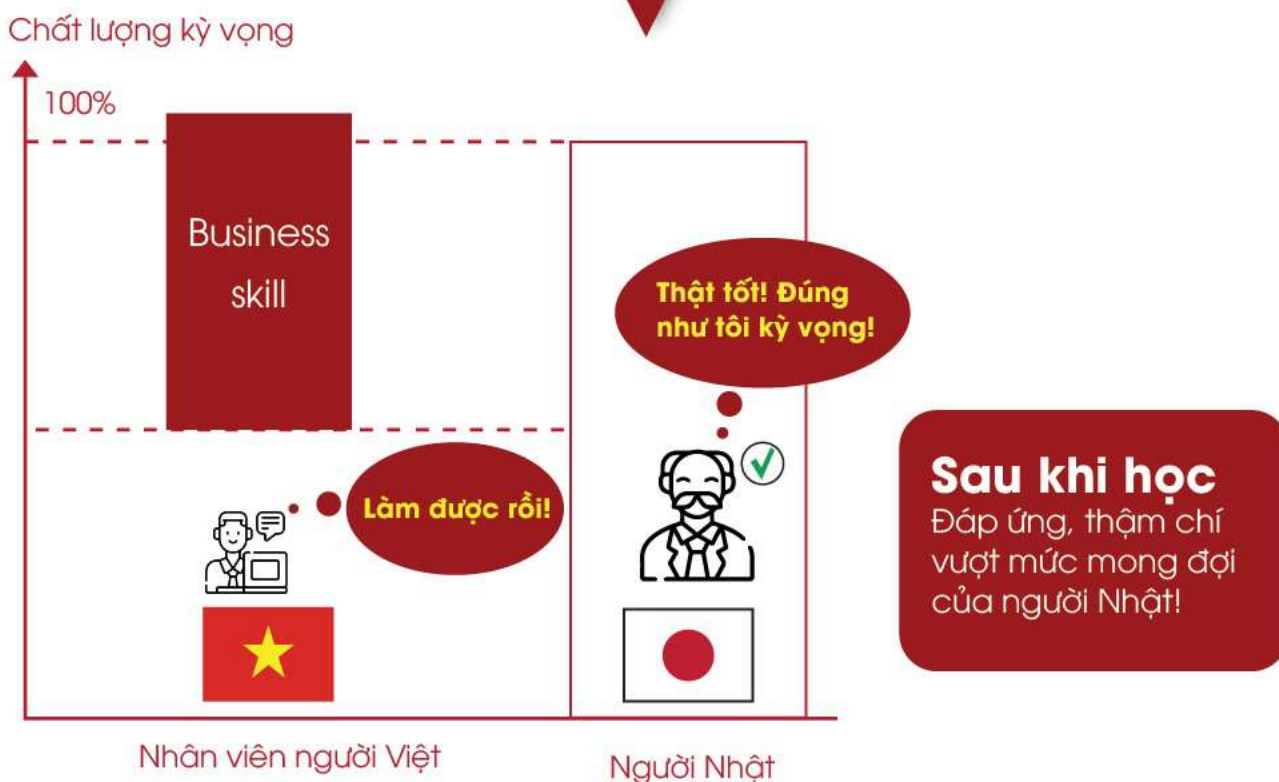 Chất lượng kỳ vọng
100%
Business
skill
Thật tốt! Đúng
như tôi kỳ vọng!
Làm được rồi!
Sau khi học
Đáp ứng, thậm chí
vượt mức mong đợi
của người Nhật!
Nhân viên người Việt
Người Nhật